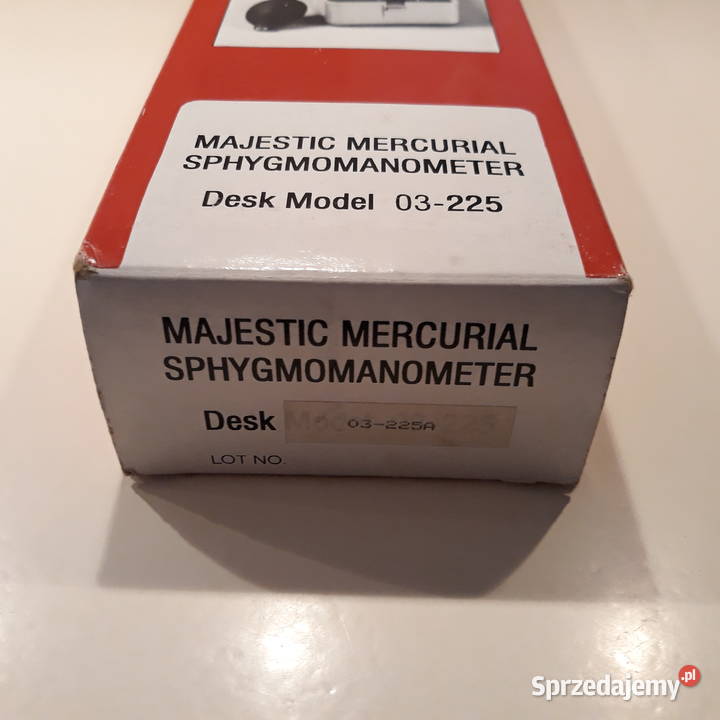 MAJESTIC MERCURIAL
SPHYGMOMANOMETER
Desk Model 03-225
MAJESTIC MERCURIAL
SPHYGMOMANOMETER
Desk 03-225A
LOT NO.
Sprzedajemy.pl